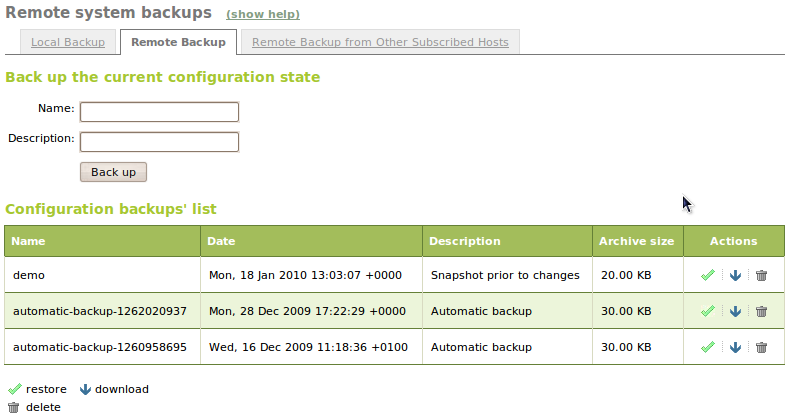 Remote system backups (show help)
Local Backup Remote Backup Remote Backup from Other Subscribed Hosts
Back up the current configuration state
Name:
Description:
Back up
Configuration backups' list
Name Date Description Archive size Actions
demo Mon, 18 Jan 2010 13:03:07 +0000 Snapshot prior to changes 20.00 KB
automatic-backup-1262020937 Mon, 28 Dec 2009 17:22:29 +0000 Automatic backup 30.00 KB
automatic-backup-1260958695 Wed, 16 Dec 2009 11:18:36 +0100 Automatic backup 30.00 KB
restore download
delete